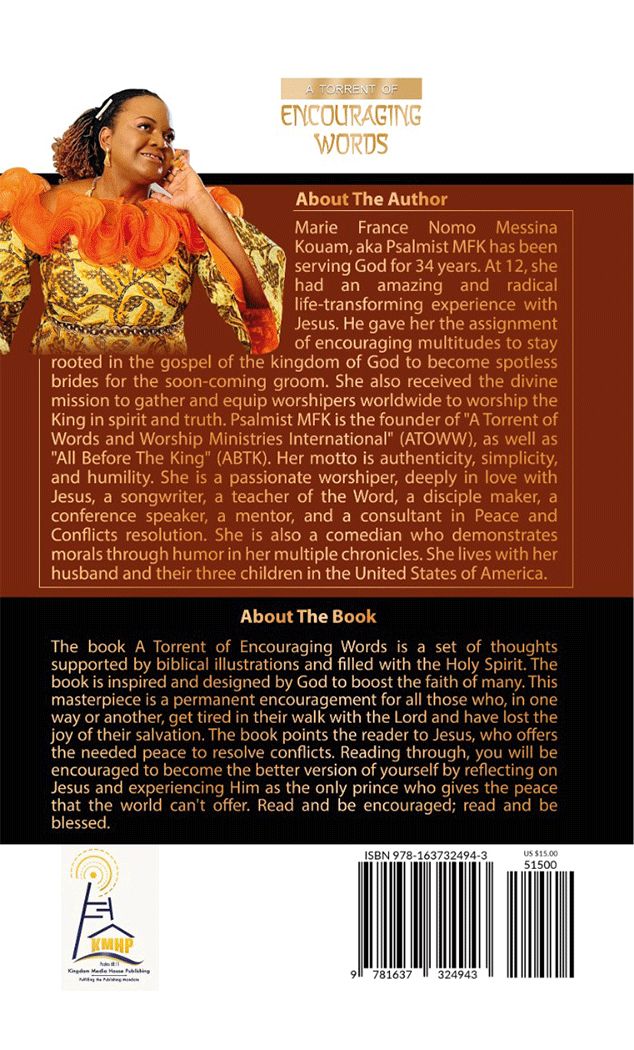 A TORRENT OF
ENCOURAGING
WORDS
About The Author
Marie France Nomo Messina
Kouam, aka Psalmist MFK has been
serving God for 34 years. At 12, she
had an amazing and radical
life-transforming experience with
Jesus. He gave her the assignment
of encouraging multitudes to stay
rooted in the gospel of the kingdom of God to become spotless
brides for the soon-coming groom. She also received the divine
mission to gather and equip worshipers worldwide to worship the
King in spirit and truth. Psalmist MFK is the founder of "A Torrent of
Words and Worship Ministries International" (ATOWW), as well as
"All Before The King" (ABTK). Her motto is authenticity, simplicity,
and humility. She is a passionate worshiper, deeply in love with
Jesus, a songwriter, a teacher of the Word, a disciple maker, a
conference speaker, a mentor, and a consultant in Peace and
Conflicts resolution. She is also a comedian who demonstrates
morals through humor in her multiple chronicles. She lives with her
husband and their three children in the United States of America.
About The Book
The book A Torrent of Encouraging Words is a set of thoughts
supported by biblical illustrations and filled with the Holy Spirit. The
book is inspired and designed by God to boost the faith of many. This
masterpiece is a permanent encouragement for all those who, in one
way or another, get tired in their walk with the Lord and have lost the
joy of their salvation. The book points the reader to Jesus, who offers
the needed peace to resolve conflicts. Reading through, you will be
encouraged to become the better version of yourself by reflecting on
Jesus and experiencing Him as the only prince who gives the peace
that the world can't offer. Read and be encouraged; read and be
blessed.
KMHP
Kingdom Media House Publishing
Fulfilling the Publishing Mandate
ISBN 978-163732494-3
9 781637 324943
US $15.00
51500